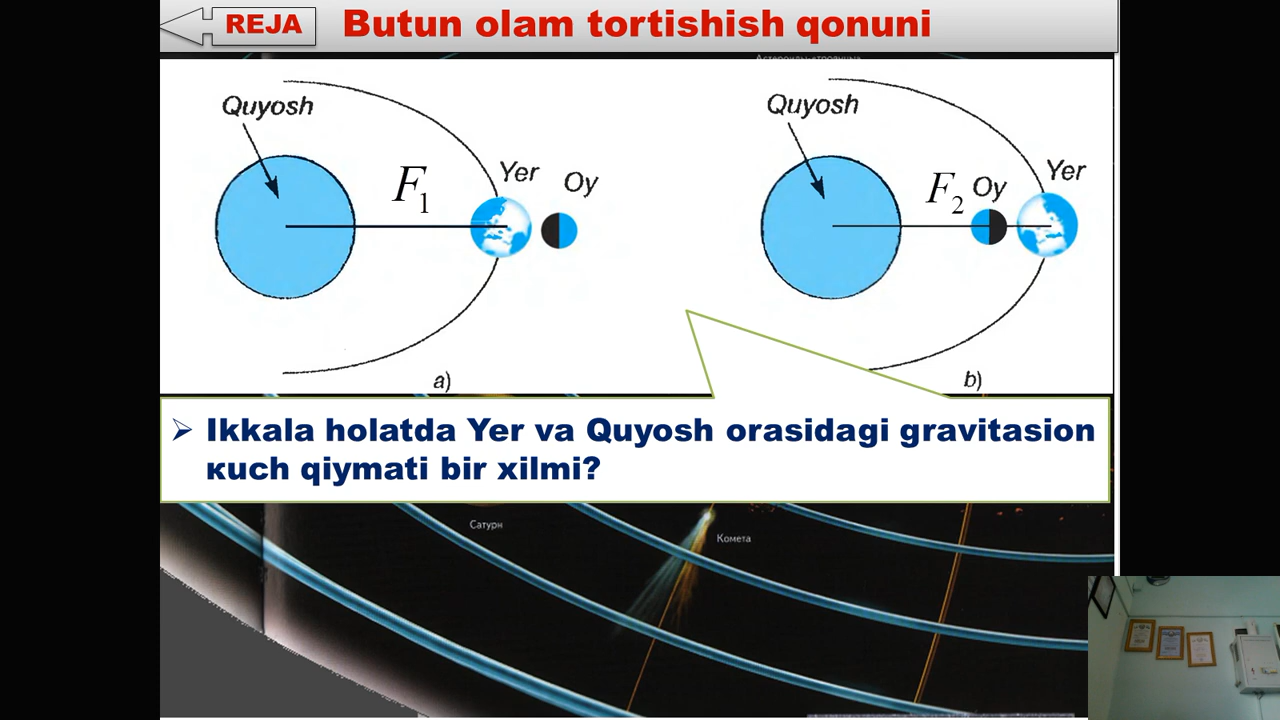 REJA
Butun olam tortishish qonuni
Quyosh
F1
Yer
Oy
a)
Quyosh
F2
Oy
Yer
b)
➢ Ikkala holatda Yer va Quyosh orasidagi gravitasion
кuch qiymati bir xilmi?
Сатурн
Комета